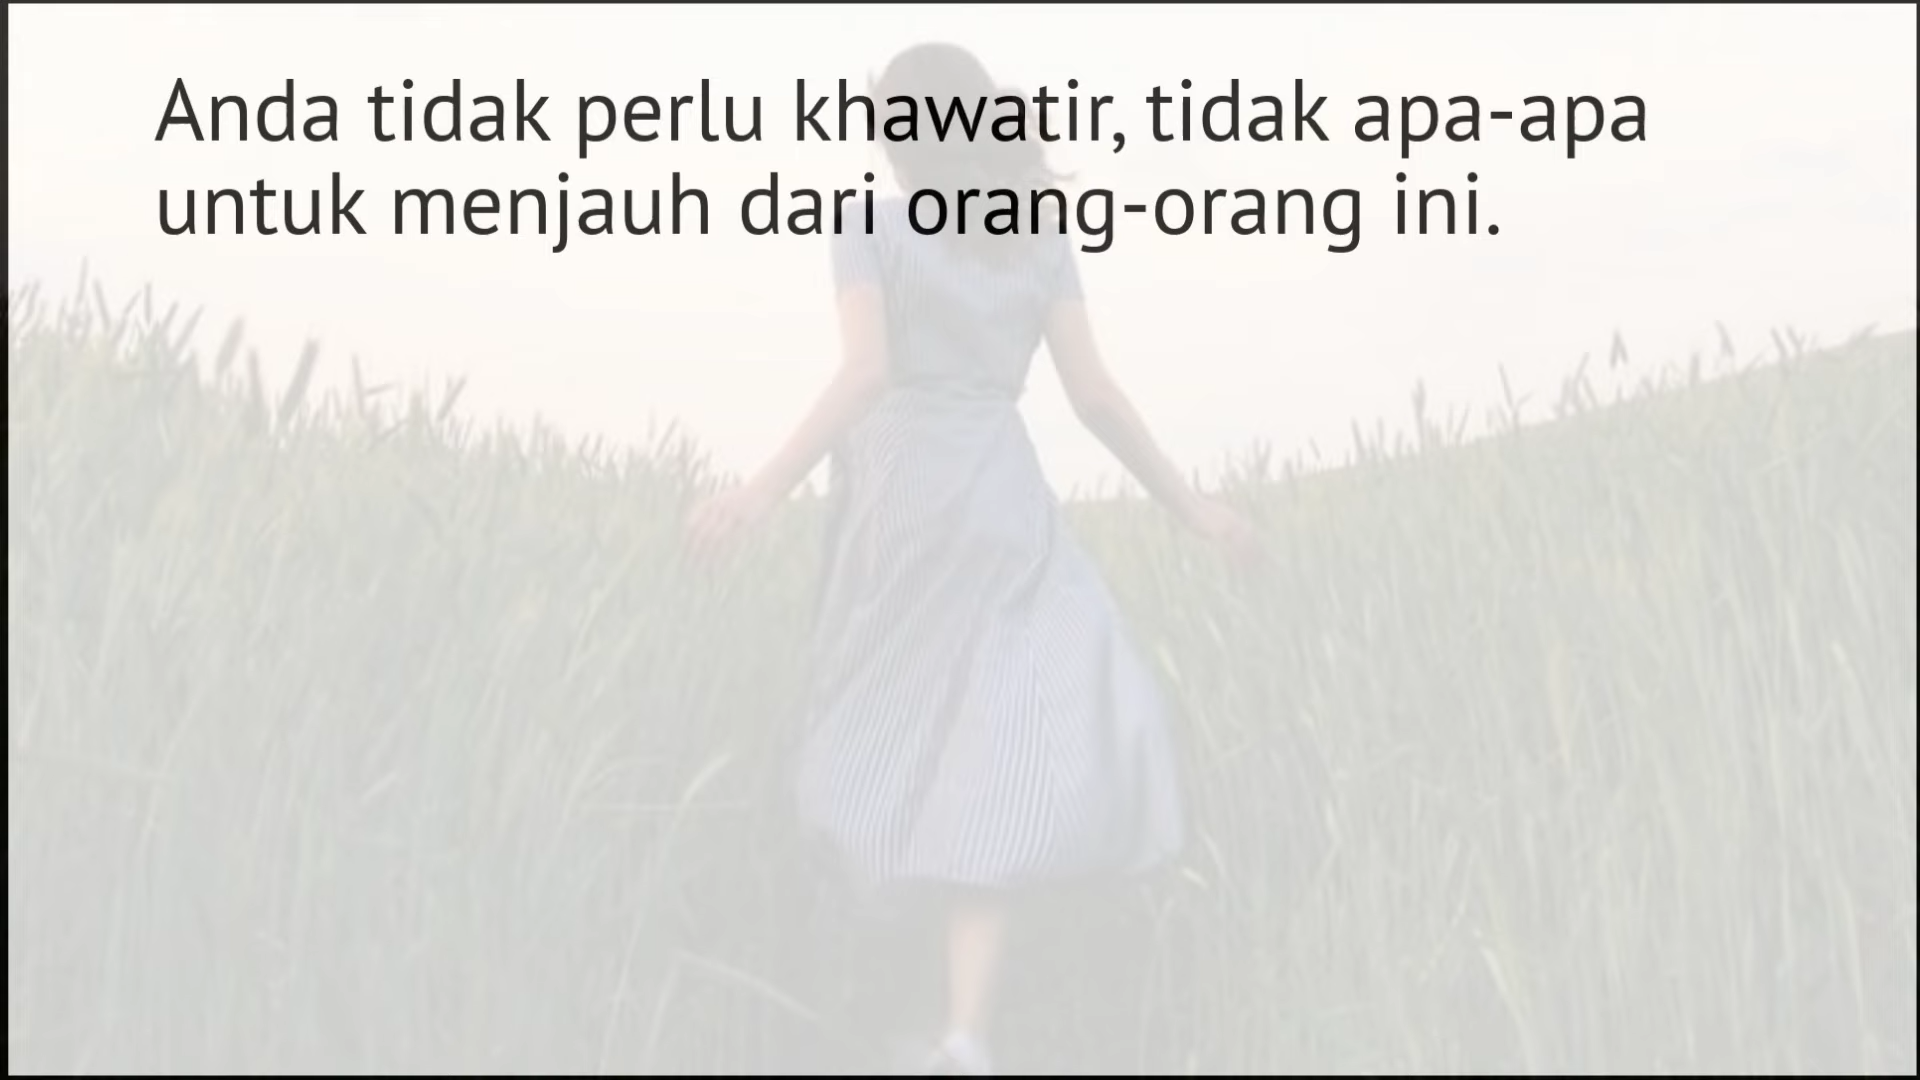 Anda tidak perlu khawatir, tidak apa-apa
untuk menjauh dari orang-orang ini.